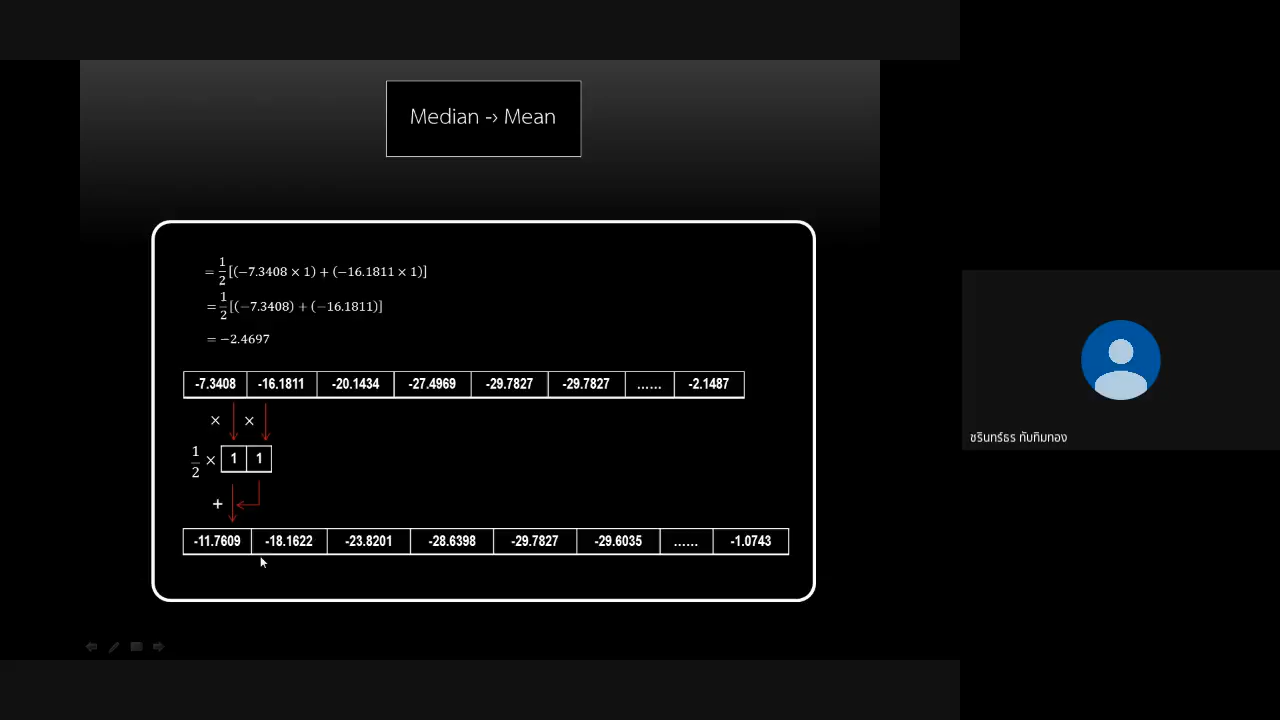 Median -> Mean
= 1/2 [(−7.3408 × 1) + (−16.1811 × 1)]
= 1/2 [(−7.3408) + (−16.1811)]
= −2.4697
-7.3408 -16.1811 -20.1434 -27.4969 -29.7827 -29.7827 ...... -2.1487
× ×
1/2 × 1 1
+
-11.7609 -18.1622 -23.8201 -28.6398 -29.7827 -29.6035 ...... -1.0743
ชรินทร์ธร ทับทิมทอง